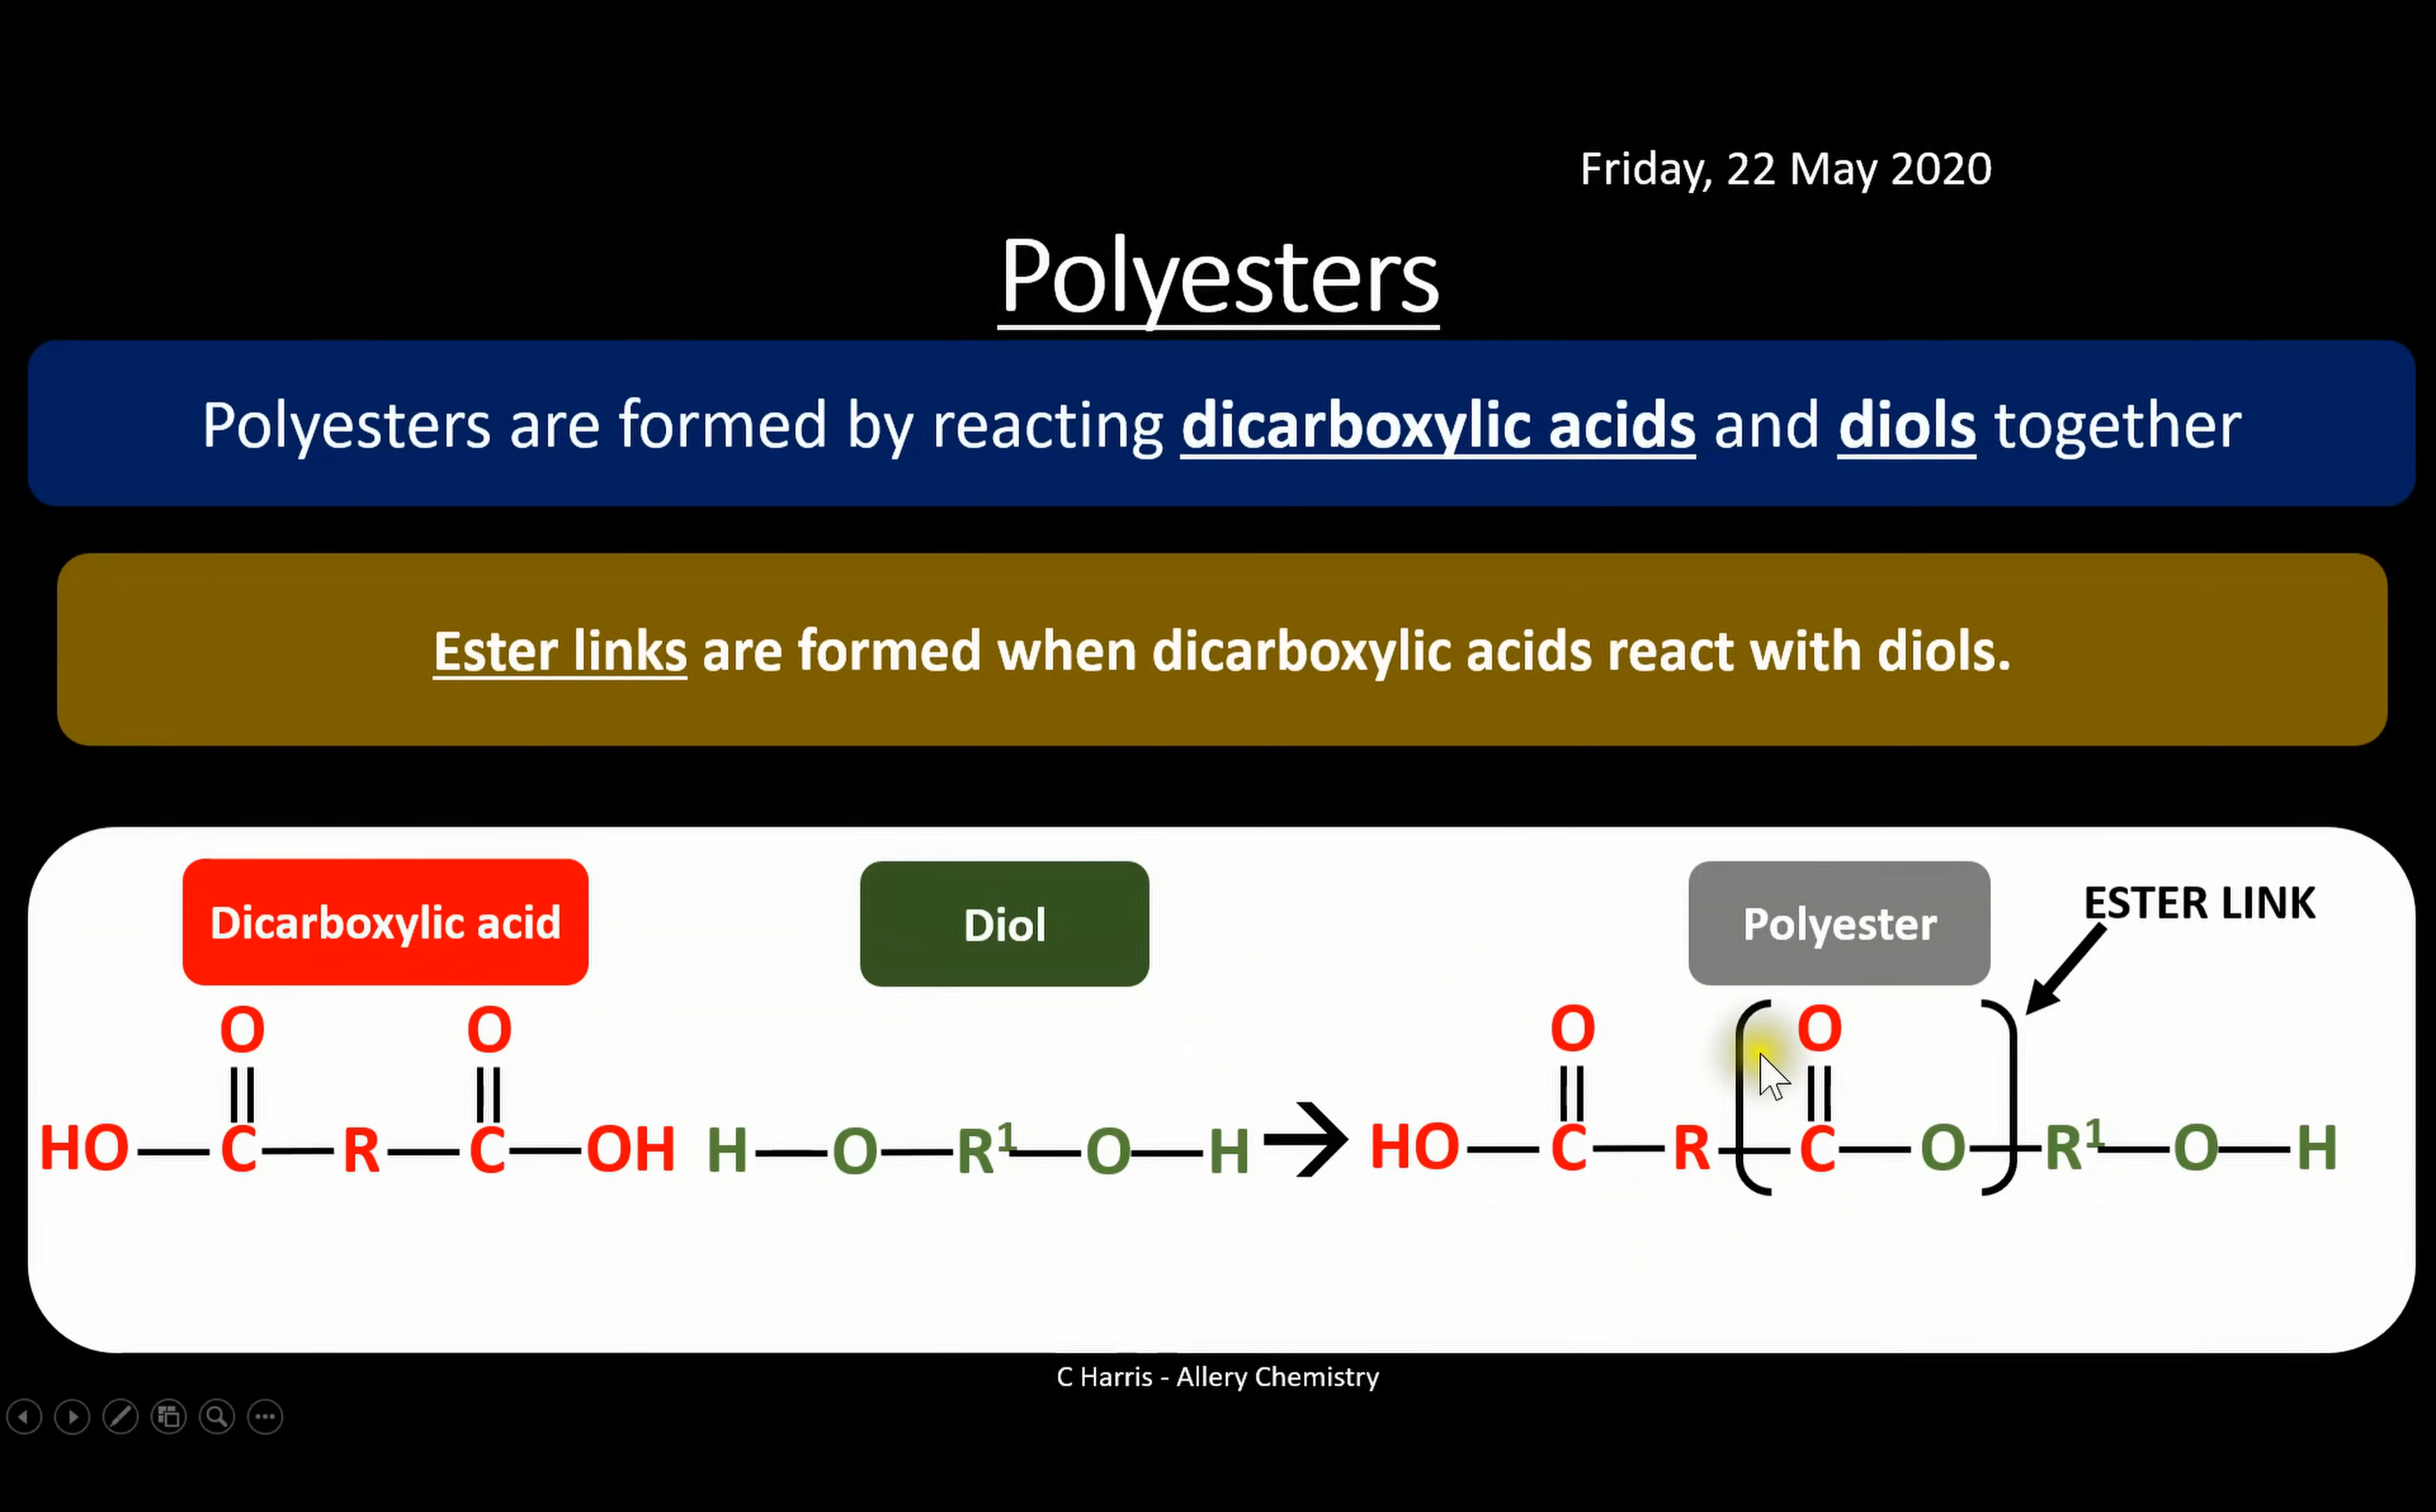 Friday, 22 May 2020
Polyesters
Polyesters are formed by reacting dicarboxylic acids and diols together
Ester links are formed when dicarboxylic acids react with diols.
Dicarboxylic acid
Diol
Polyester
ESTER LINK
O O O O
HO C R C OH H O R¹ O H → HO C R C O R¹ O H
C Harris - Allery Chemistry